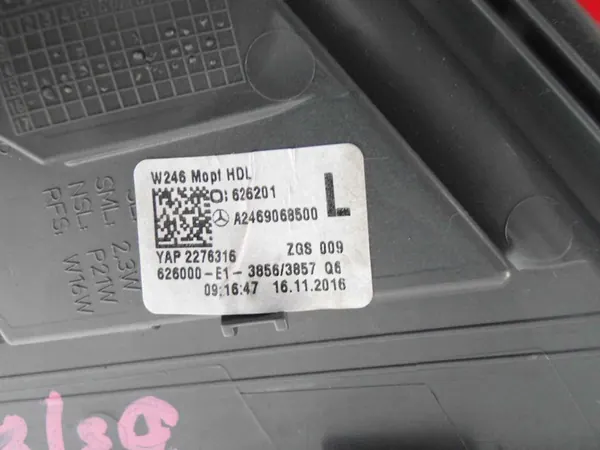 W246 Mopf HDL
626201
A2469068500
L
YAP 2276316 ZGS 009
626000-E1-3856/3857 Q6
09:16:47 16.11.2016
SML:
NSL:
RFS:
2.3W
P21W
W16W